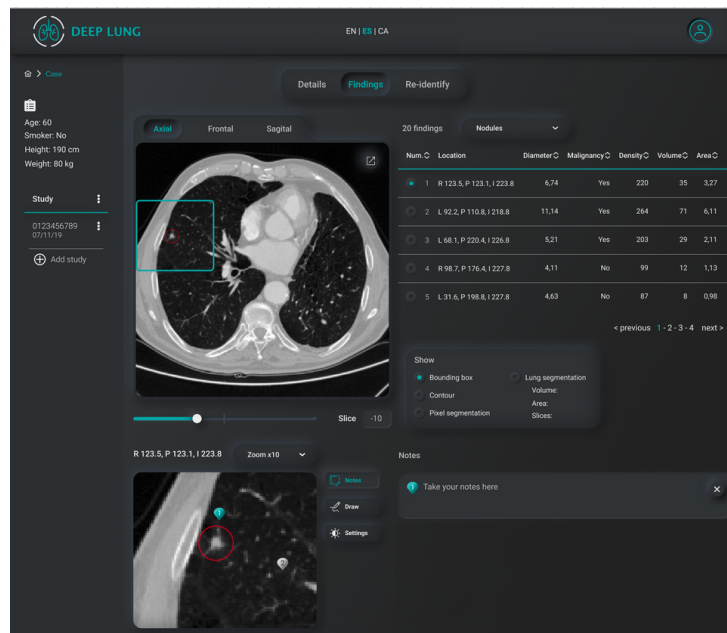 DEEP LUNG
EN | ES | CA
Case
Details Findings Re-identify
Age: 60
Smoker: No
Height: 190 cm
Weight: 80 kg
Study
0123456789
07/11/19
Add study
Axial Frontal Sagital
20 findings Nodules
Num. Location Diameter Malignancy Density Volume Area
1 R 123.5, P 123.1, I 223.8 6,74 Yes 220 35 3,27
2 L 92.2, P 110.8, I 218.8 11,14 Yes 264 71 6,11
3 L 68.1, P 220.4, I 226.8 5,21 Yes 203 29 2,11
4 R 98.7, P 176.4, I 227.8 4,11 No 99 12 1,13
5 L 31.6, P 198.8, I 227.8 4,63 No 87 8 0,98
< previous 1 - 2 - 3 - 4 next >
Show
Bounding box Lung segmentation
Volume:
Contour
Area:
Pixel segmentation
Slices:
Slice -10
R 123.5, P 123.1, I 223.8 Zoom x10
Notes
Draw
Settings
1
2
Notes
1 Take your notes here